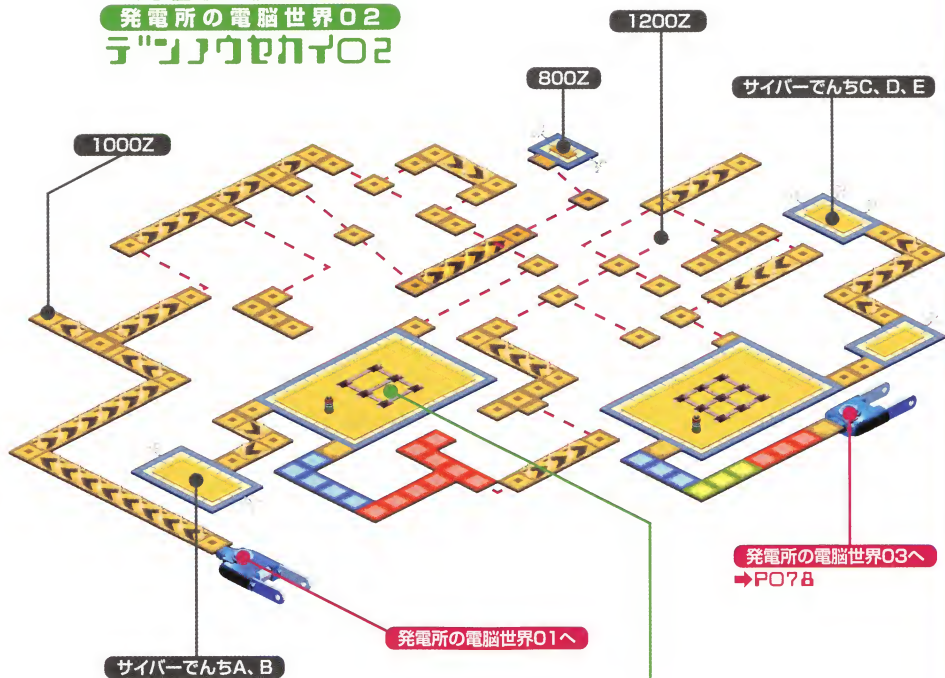 発電所の電脳世界02
デンノウセカイ02
1200Z
800Z
サイバーでんちC、D、E
1000Z
発電所の電脳世界03へ
➡P078
発電所の電脳世界01へ
サイバーでんちA、B